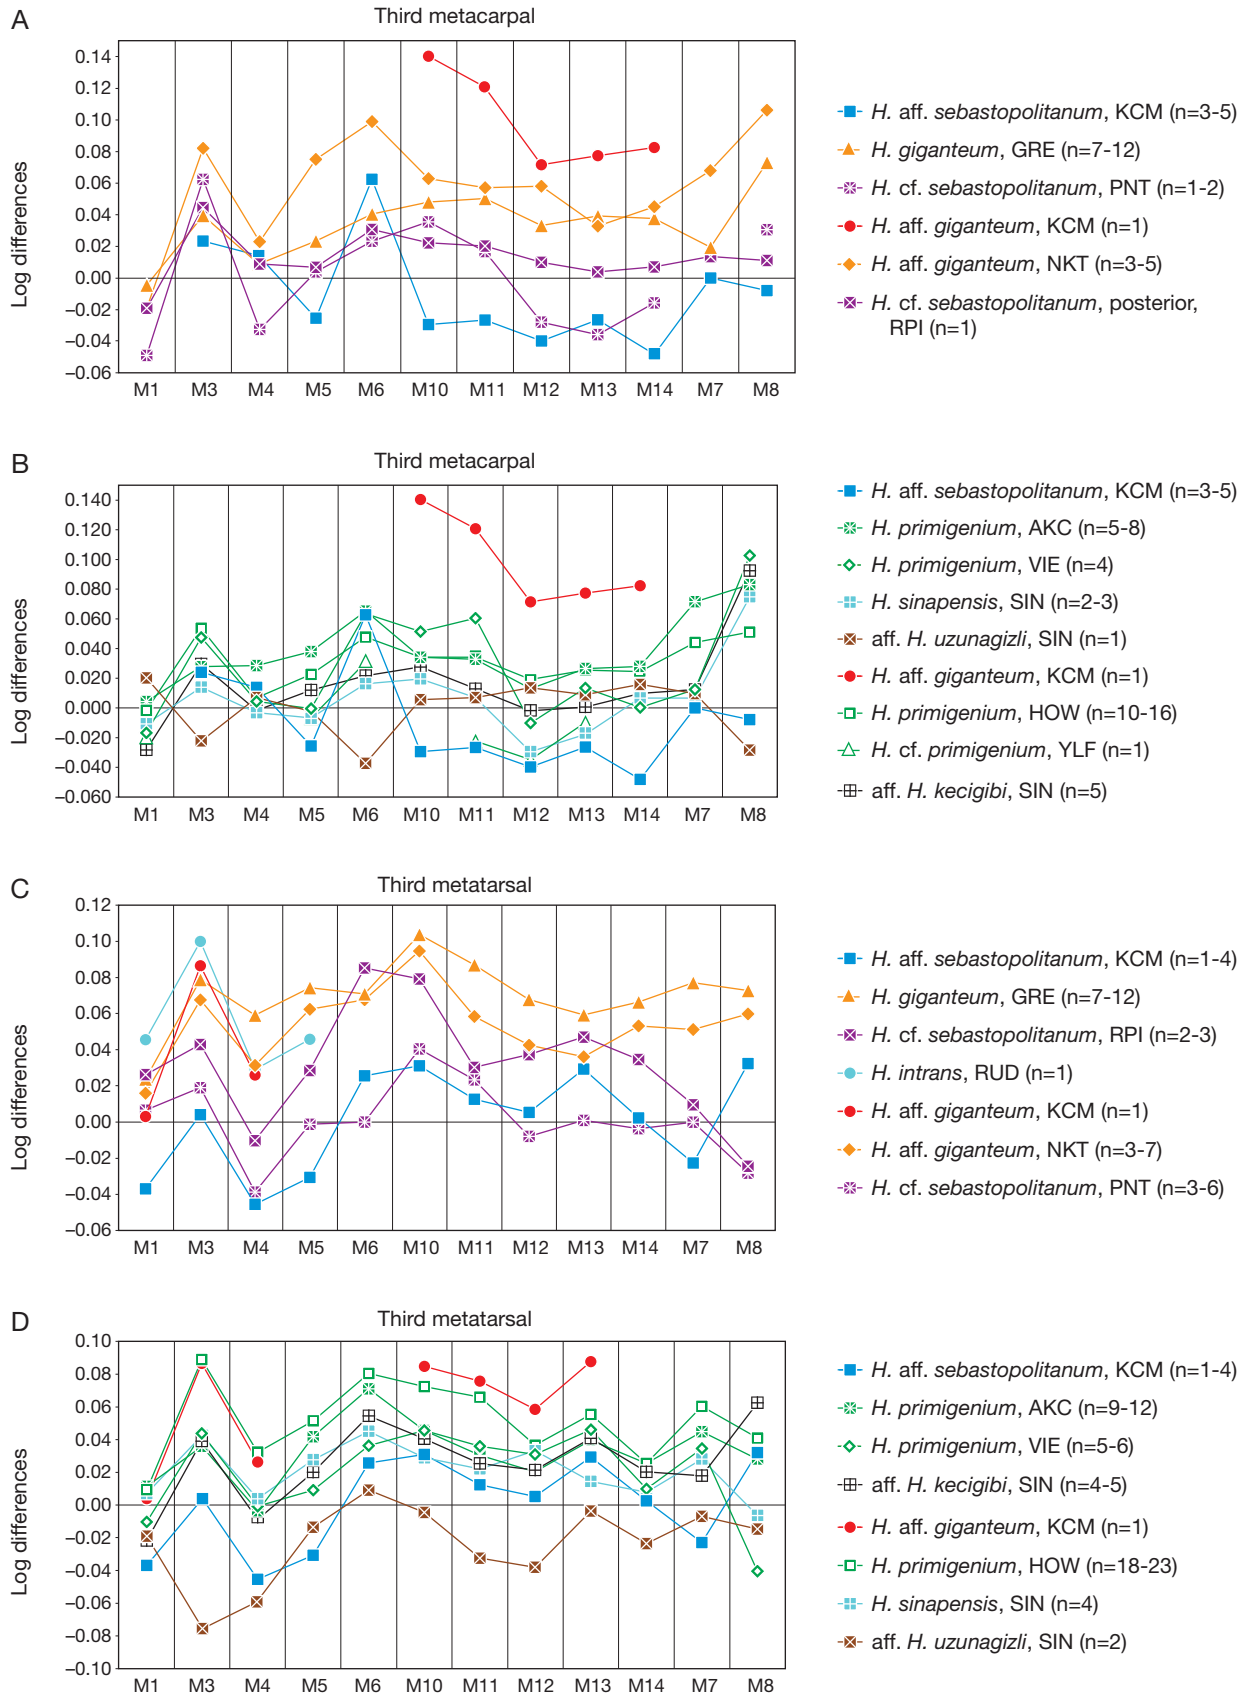 A
Third metacarpal
Log differences
0.14
0.12
0.10
0.08
0.06
0.04
0.02
0.00
−0.02
−0.04
−0.06
M1 M3 M4 M5 M6 M10 M11 M12 M13 M14 M7 M8
H. aff. sebastopolitanum, KCM (n=3-5)
H. giganteum, GRE (n=7-12)
H. cf. sebastopolitanum, PNT (n=1-2)
H. aff. giganteum, KCM (n=1)
H. aff. giganteum, NKT (n=3-5)
H. cf. sebastopolitanum, posterior,
RPI (n=1)
B
Third metacarpal
Log differences
0.140
0.120
0.100
0.080
0.060
0.040
0.020
0.000
−0.020
−0.040
−0.060
M1 M3 M4 M5 M6 M10 M11 M12 M13 M14 M7 M8
H. aff. sebastopolitanum, KCM (n=3-5)
H. primigenium, AKC (n=5-8)
H. primigenium, VIE (n=4)
H. sinapensis, SIN (n=2-3)
aff. H. uzunagizli, SIN (n=1)
H. aff. giganteum, KCM (n=1)
H. primigenium, HOW (n=10-16)
H. cf. primigenium, YLF (n=1)
aff. H. kecigibi, SIN (n=5)
C
Third metatarsal
Log differences
0.12
0.10
0.08
0.06
0.04
0.02
0.00
−0.02
−0.04
−0.06
M1 M3 M4 M5 M6 M10 M11 M12 M13 M14 M7 M8
H. aff. sebastopolitanum, KCM (n=1-4)
H. giganteum, GRE (n=7-12)
H. cf. sebastopolitanum, RPI (n=2-3)
H. intrans, RUD (n=1)
H. aff. giganteum, KCM (n=1)
H. aff. giganteum, NKT (n=3-7)
H. cf. sebastopolitanum, PNT (n=3-6)
D
Third metatarsal
Log differences
0.10
0.08
0.06
0.04
0.02
0.00
−0.02
−0.04
−0.06
−0.08
−0.10
M1 M3 M4 M5 M6 M10 M11 M12 M13 M14 M7 M8
H. aff. sebastopolitanum, KCM (n=1-4)
H. primigenium, AKC (n=9-12)
H. primigenium, VIE (n=5-6)
aff. H. kecigibi, SIN (n=4-5)
H. aff. giganteum, KCM (n=1)
H. primigenium, HOW (n=18-23)
H. sinapensis, SIN (n=4)
aff. H. uzunagizli, SIN (n=2)